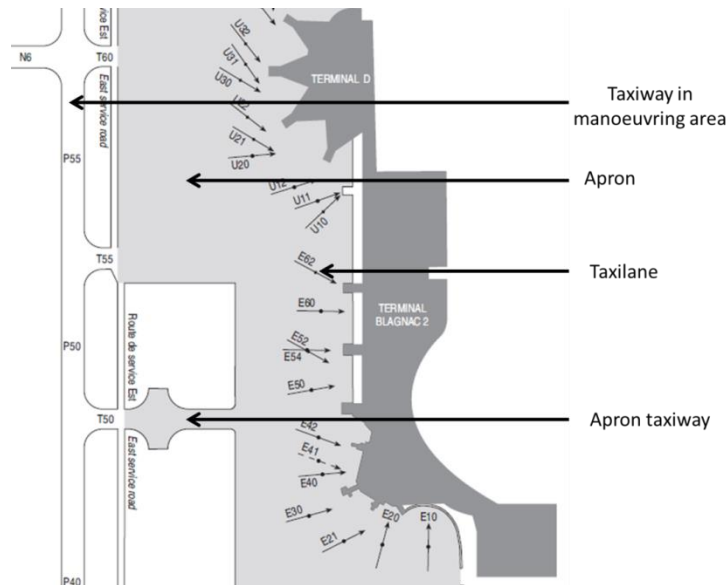 vice Est
U32
N6
T60
U31
U30
TERMINAL D
East service road
U22
Taxiway in
manoeuvring area
P55
U21
U20
Apron
U12
U11
U10
T55
E62
Taxilane
E60
TERMINAL
BLAGNAC 2
Route de service Est
P50
E52
E54
E50
T50
Apron taxiway
E42
E41
East service road
E40
E30
E20
E10
E21
P40